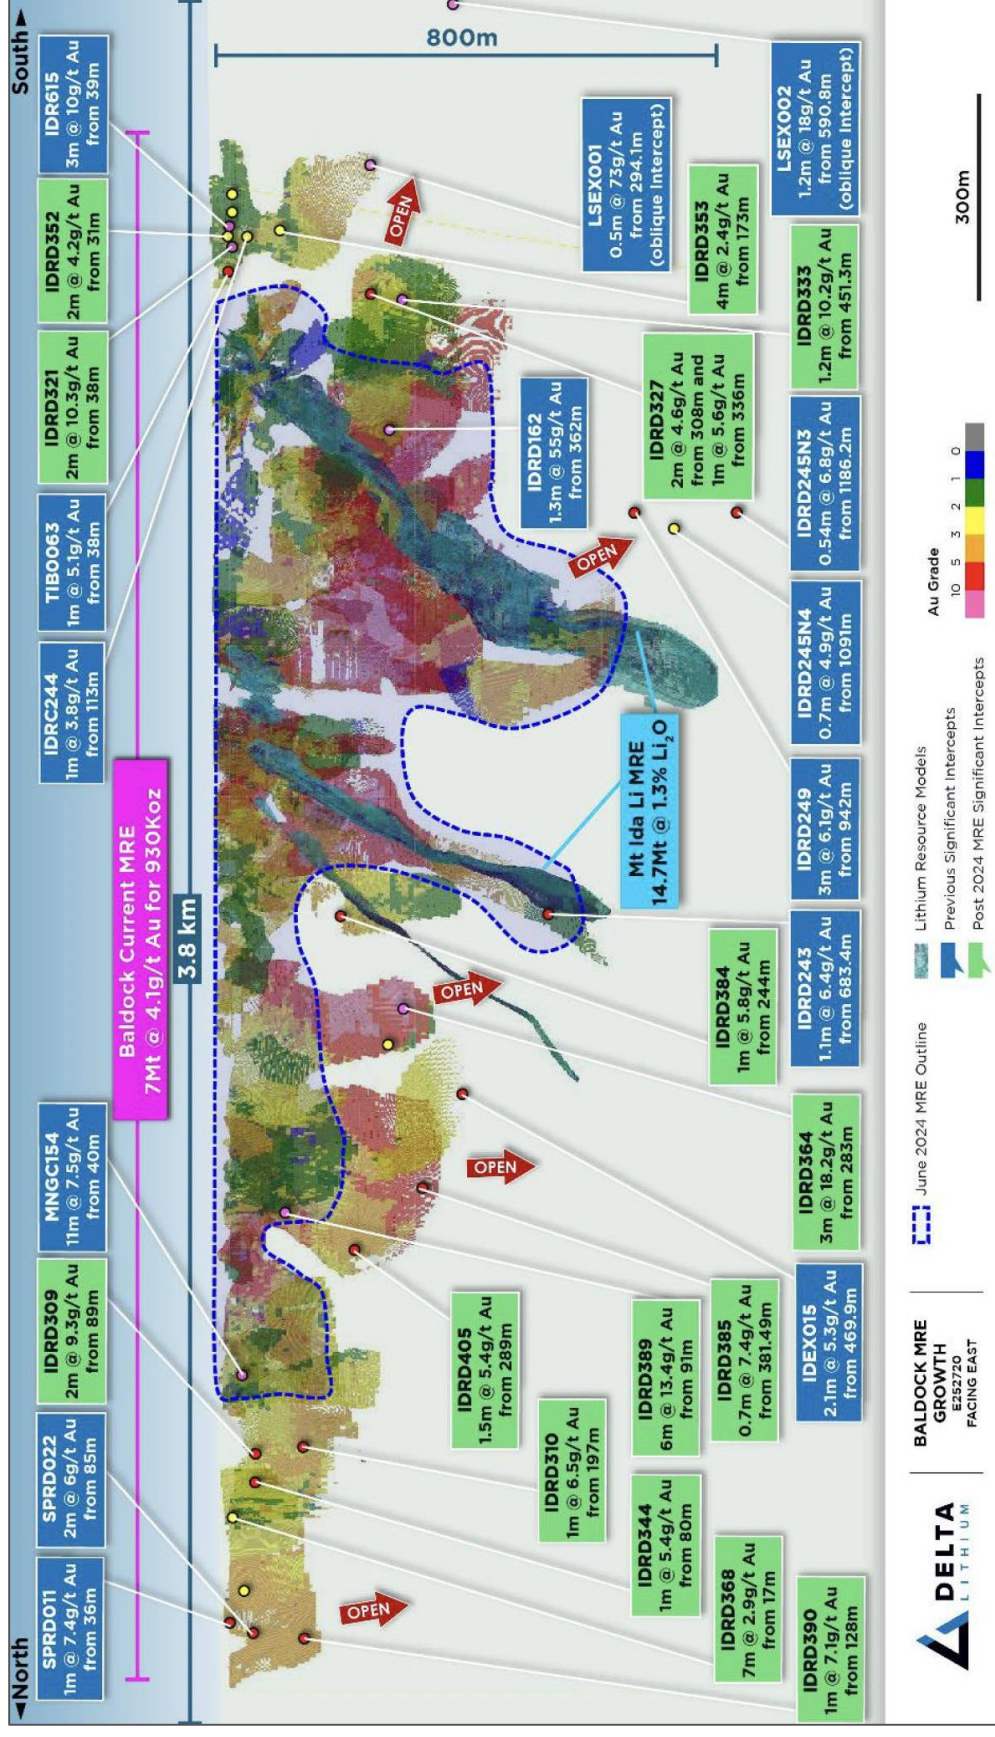 ◄North
South►
SPRD011
1m @ 7.4g/t Au
from 36m
SPRD022
2m @ 6g/t Au
from 85m
IDRD309
2m @ 9.3g/t Au
from 89m
MNGC154
11m @ 7.5g/t Au
from 40m
IDRC244
1m @ 3.8g/t Au
from 113m
TIB0063
1m @ 5.1g/t Au
from 38m
IDRD321
2m @ 10.3g/t Au
from 38m
IDRD352
2m @ 4.2g/t Au
from 31m
IDR615
3m @ 10g/t Au
from 39m
Baldock Current MRE
7Mt @ 4.1g/t Au for 930Koz
3.8 km
800m
OPEN
OPEN
OPEN
OPEN
OPEN
IDRD405
1.5m @ 5.4g/t Au
from 289m
IDRD310
1m @ 6.5g/t Au
from 197m
IDRD162
1.3m @ 55g/t Au
from 362m
LSEX001
0.5m @ 73g/t Au
from 294.1m
(oblique Intercept)
Mt Ida Li MRE
14.7Mt @ 1.3% Li₂O
IDRD344
1m @ 5.4g/t Au
from 80m
IDRD389
6m @ 13.4g/t Au
from 91m
IDRD327
2m @ 4.6g/t Au
from 308m and
1m @ 5.6g/t Au
from 336m
IDRD368
7m @ 2.9g/t Au
from 17m
IDRD385
0.7m @ 7.4g/t Au
from 381.49m
IDRD384
1m @ 5.8g/t Au
from 244m
IDRD353
4m @ 2.4g/t Au
from 173m
IDRD390
1m @ 7.1g/t Au
from 128m
IDEX015
2.1m @ 5.3g/t Au
from 469.9m
IDRD364
3m @ 18.2g/t Au
from 283m
IDRD243
1.1m @ 6.4g/t Au
from 683.4m
IDRD249
3m @ 6.1g/t Au
from 942m
IDRD245N4
0.7m @ 4.9g/t Au
from 1091m
IDRD245N3
0.54m @ 6.8g/t Au
from 1186.2m
IDRD333
1.2m @ 10.2g/t Au
from 451.3m
LSEX002
1.2m @ 18g/t Au
from 590.8m
(oblique Intercept)
DELTA
LITHIUM
BALDOCK MRE
GROWTH
E252720
FACING EAST
June 2024 MRE Outline
Lithium Resource Models
Previous Significant Intercepts
Post 2024 MRE Significant Intercepts
Au Grade
10 5 3 2 1 0
300m